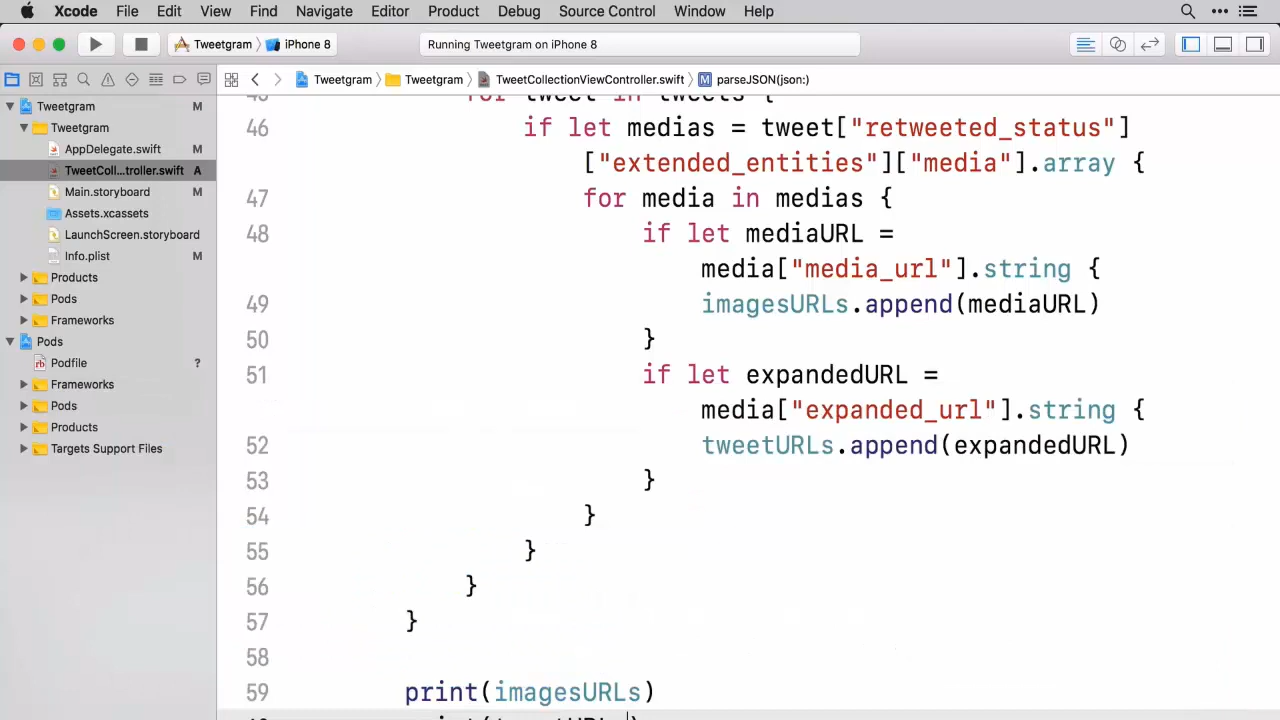 Xcode File Edit View Find Navigate Editor Product Debug Source Control Window Help
Tweetgram iPhone 8 Running Tweetgram on iPhone 8
Tweetgram Tweetgram TweetCollectionViewController.swift parseJSON(json:)
Tweetgram M
Tweetgram
AppDelegate.swift M
TweetColl...troller.swift A
Main.storyboard M
Assets.xcassets
LaunchScreen.storyboard
Info.plist M
Products
Pods
Frameworks
Pods
Podfile ?
Frameworks
Pods
Products
Targets Support Files
45 for tweet in tweets {
46 if let medias = tweet["retweeted_status"]
["extended_entities"]["media"].array {
47 for media in medias {
48 if let mediaURL =
media["media_url"].string {
49 imagesURLs.append(mediaURL)
50 }
51 if let expandedURL =
media["expanded_url"].string {
52 tweetURLs.append(expandedURL)
53 }
54 }
55 }
56 }
57 }
58
59 print(imagesURLs)